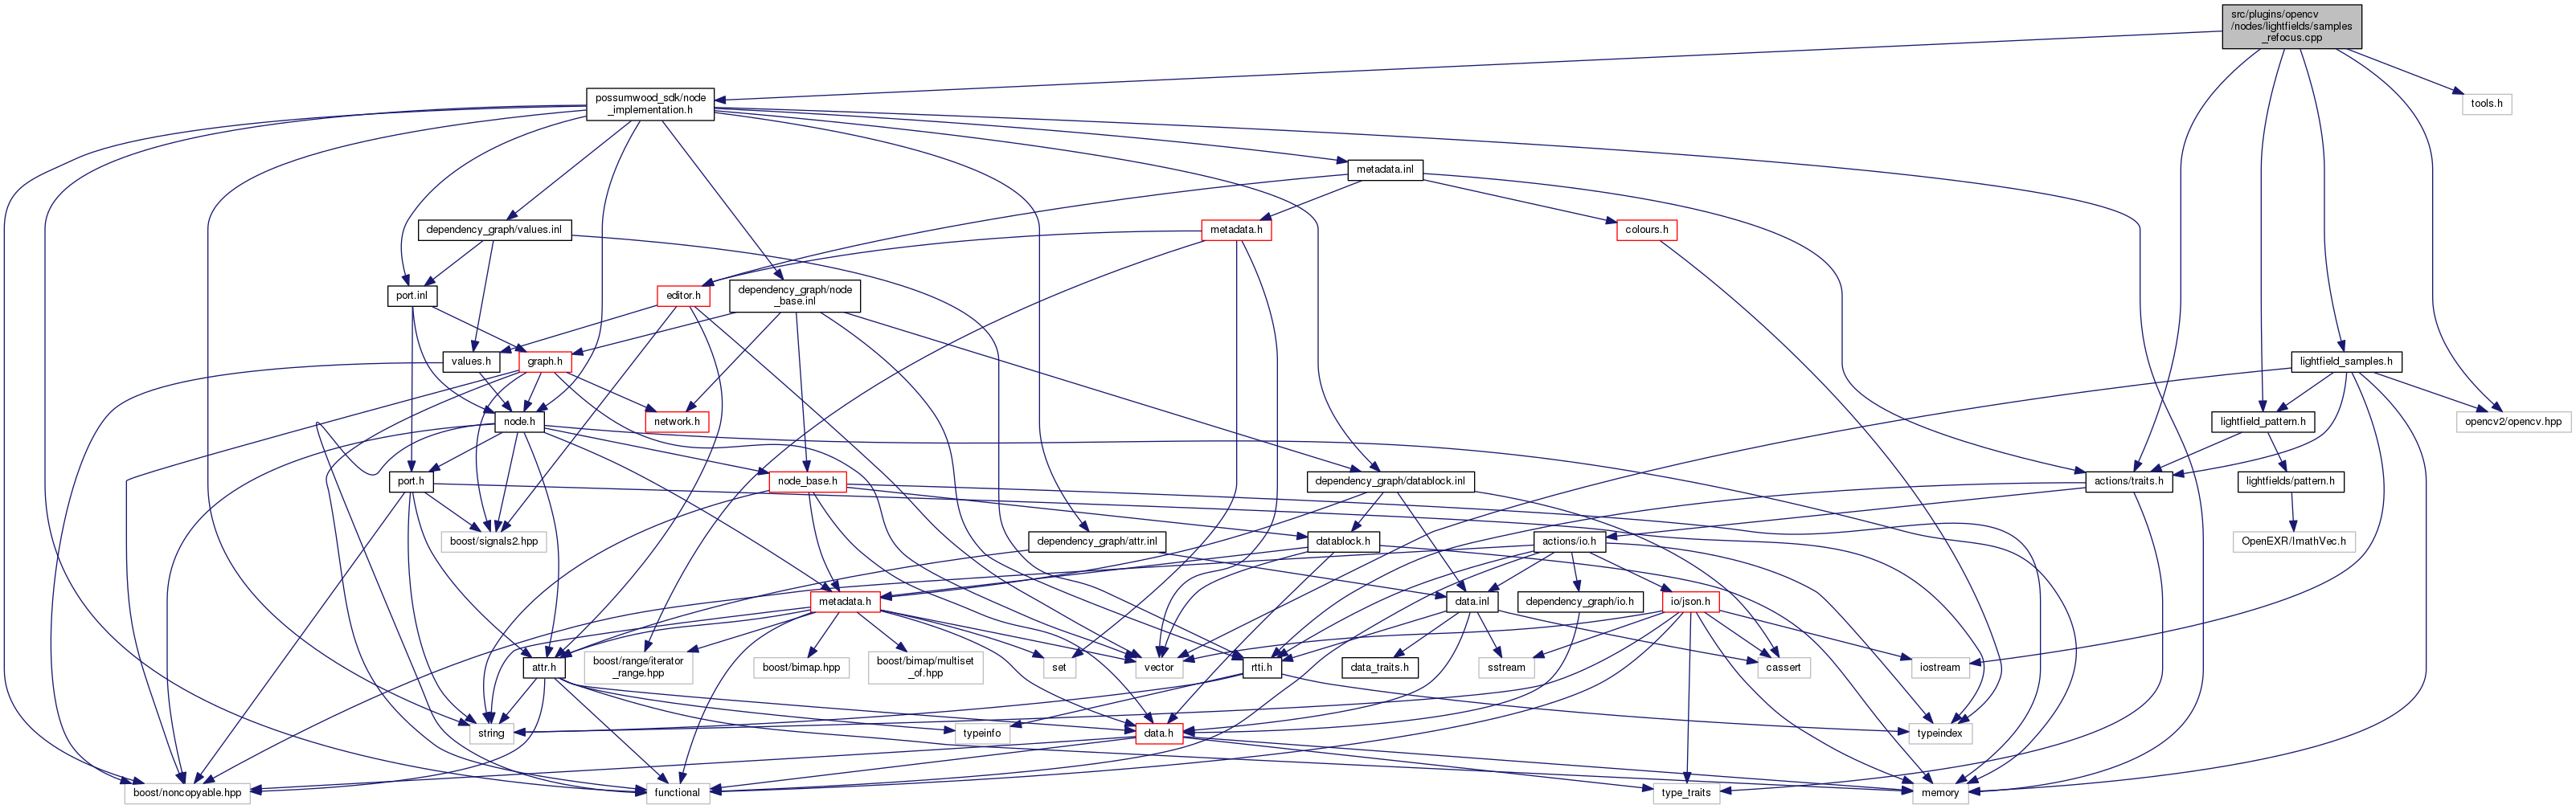 src/plugins/opencv
/nodes/lightfields/samples
_refocus.cpp
possumwood_sdk/node
_implementation.h
tools.h
metadata.inl
dependency_graph/values.inl
metadata.h
colours.h
port.inl
editor.h
dependency_graph/node
_base.inl
values.h
graph.h
lightfield_samples.h
node.h
network.h
lightfield_pattern.h
opencv2/opencv.hpp
port.h
node_base.h
dependency_graph/datablock.inl
actions/traits.h
lightfields/pattern.h
boost/signals2.hpp
dependency_graph/attr.inl
datablock.h
actions/io.h
OpenEXR/ImathVec.h
metadata.h
data.inl
dependency_graph/io.h
io/json.h
attr.h
boost/range/iterator
_range.hpp
boost/bimap.hpp
boost/bimap/multiset
_of.hpp
set
vector
rtti.h
data_traits.h
sstream
cassert
iostream
string
typeinfo
data.h
typeindex
boost/noncopyable.hpp
functional
type_traits
memory